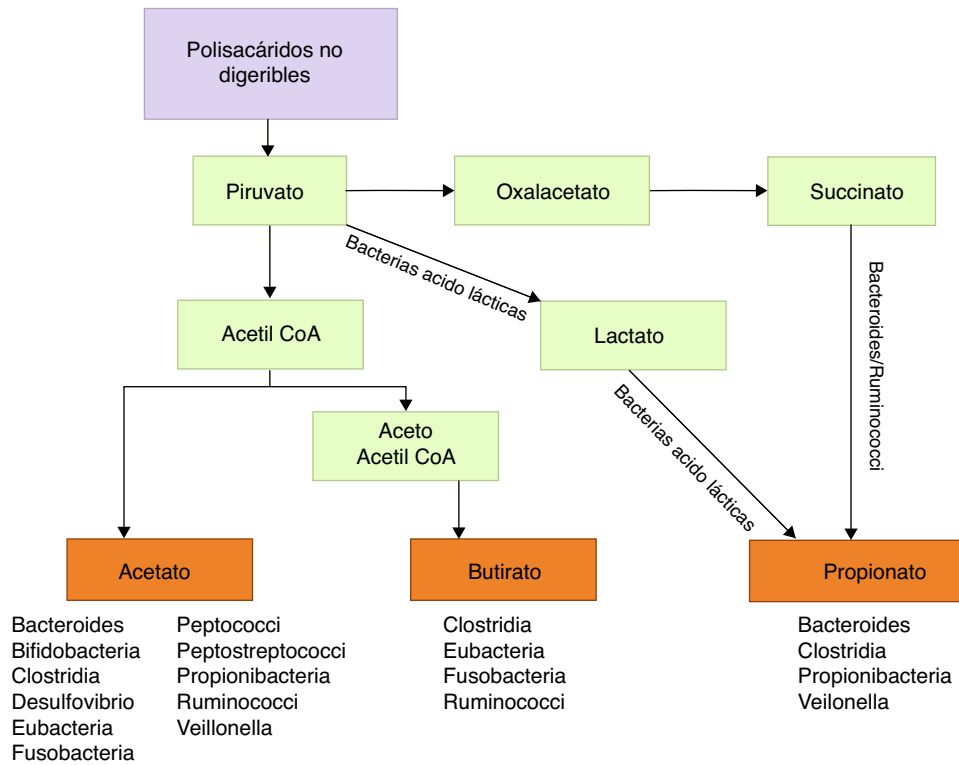 Polisacáridos no
digeribles
Piruvato
Oxalacetato
Succinato
Bacterias acido lácticas
Bacteroides/Ruminococci
Acetil CoA
Lactato
Bacterias acido lácticas
Aceto
Acetil CoA
Acetato
Butirato
Propionato
Bacteroides
Bifidobacteria
Clostridia
Desulfovibrio
Eubacteria
Fusobacteria
Peptococci
Peptostreptococci
Propionibacteria
Ruminococci
Veillonella
Clostridia
Eubacteria
Fusobacteria
Ruminococci
Bacteroides
Clostridia
Propionibacteria
Veilonella